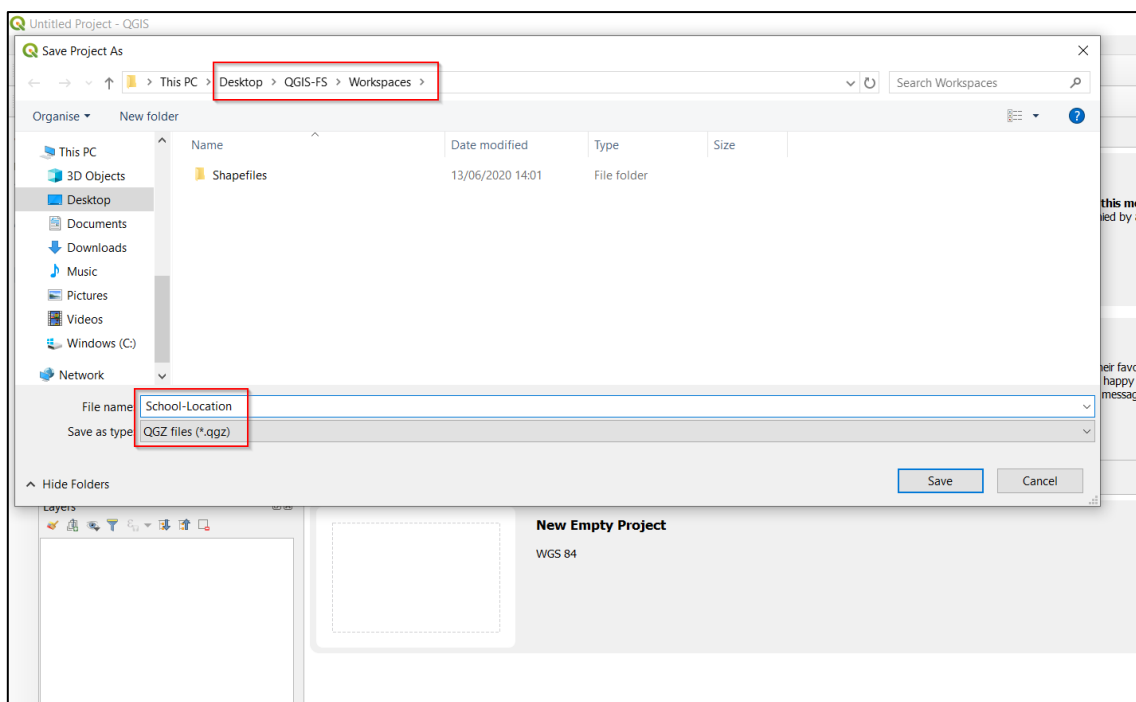 Untitled Project - QGIS
Save Project As
This PC > Desktop > QGIS-FS > Workspaces >
Search Workspaces
Organise
New folder
?
Name
Date modified
Type
Size
This PC
3D Objects
Desktop
Documents
Downloads
Music
Pictures
Videos
Windows (C:)
Network
Shapefiles
13/06/2020 14:01
File folder
File name
School-Location
Save as type
QGZ files (*.qgz)
Hide Folders
Save
Cancel
this
by
happy
Layers
New Empty Project
WGS 84